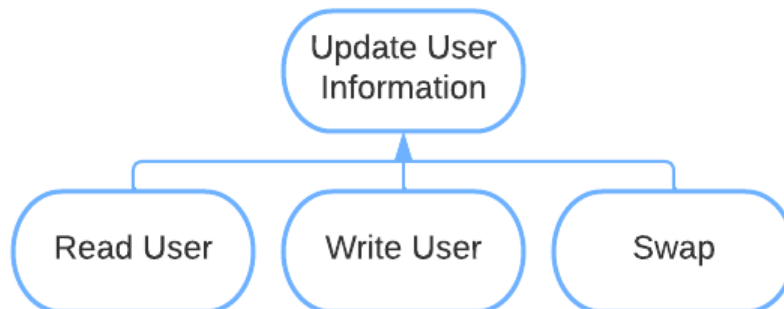 Update User
Information
Read User
Write User
Swap